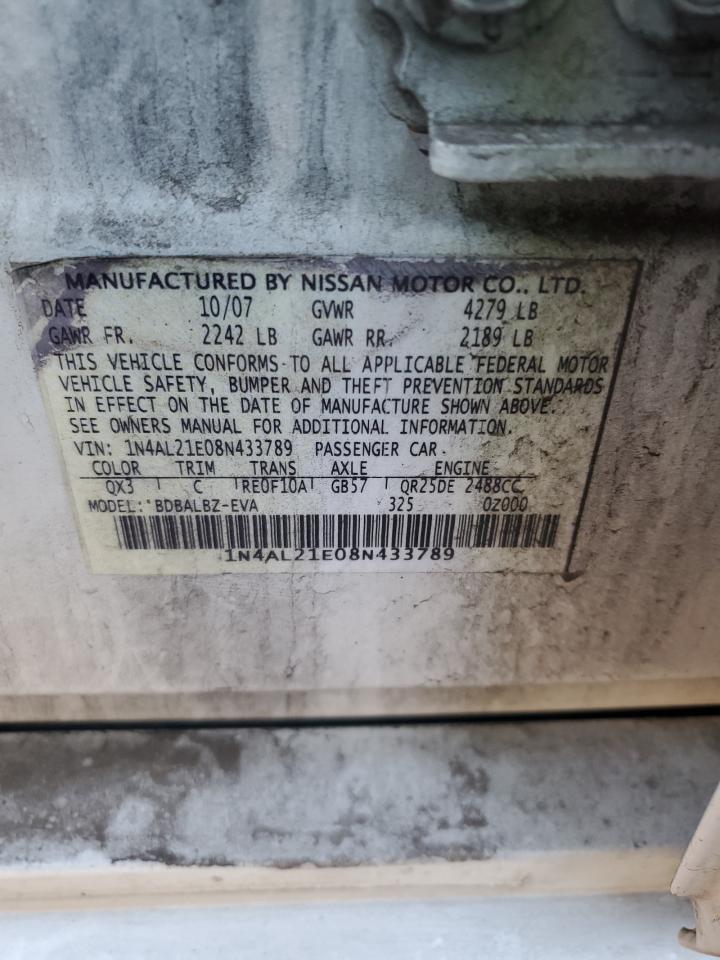 MANUFACTURED BY NISSAN MOTOR CO., LTD.
DATE 10/07 GVWR 4279 LB
GAWR FR. 2242 LB GAWR RR. 2189 LB
THIS VEHICLE CONFORMS TO ALL APPLICABLE FEDERAL MOTOR
VEHICLE SAFETY, BUMPER AND THEFT PREVENTION STANDARDS
IN EFFECT ON THE DATE OF MANUFACTURE SHOWN ABOVE.
SEE OWNERS MANUAL FOR ADDITIONAL INFORMATION.
VIN: 1N4AL21E08N433789 PASSENGER CAR
COLOR TRIM TRANS AXLE ENGINE
QX3 C RE0F10A GB57 QR25DE 2488CC
MODEL: BDBALBZ-EVA 325 0Z000
1N4AL21E08N433789